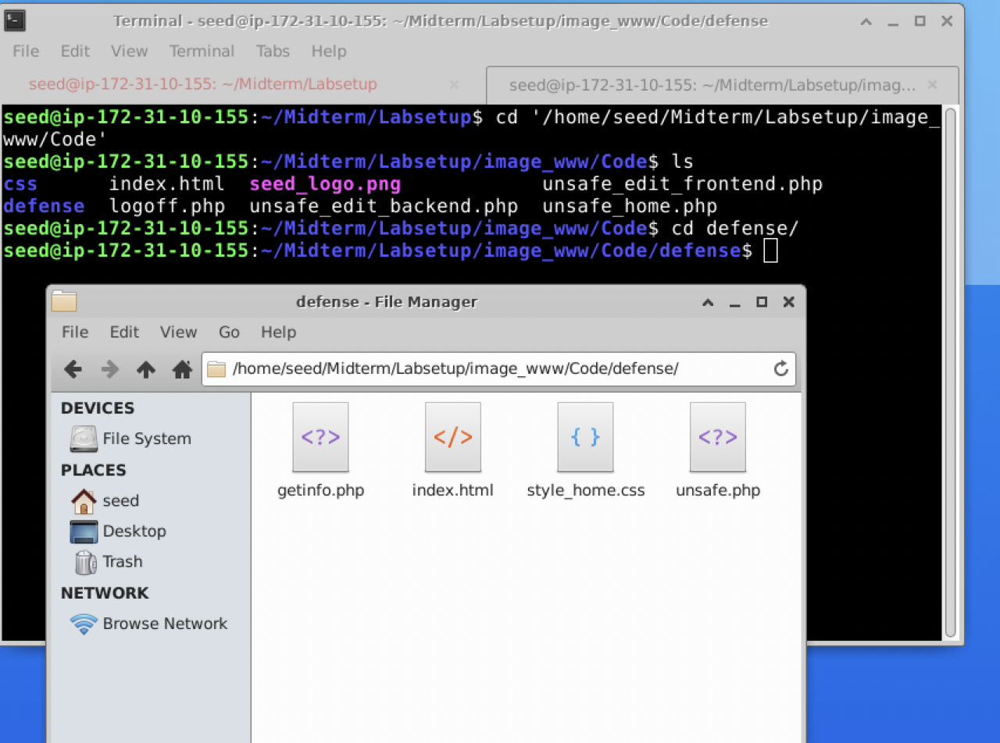 Terminal - seed@ip-172-31-10-155: ~/Midterm/Labsetup/image_www/Code/defense
File Edit View Terminal Tabs Help
seed@ip-172-31-10-155: ~/Midterm/Labsetup × seed@ip-172-31-10-155: ~/Midterm/Labsetup/imag... ×
seed@ip-172-31-10-155:~/Midterm/Labsetup$ cd '/home/seed/Midterm/Labsetup/image_
www/Code'
seed@ip-172-31-10-155:~/Midterm/Labsetup/image_www/Code$ ls
css index.html seed_logo.png unsafe_edit_frontend.php
defense logoff.php unsafe_edit_backend.php unsafe_home.php
seed@ip-172-31-10-155:~/Midterm/Labsetup/image_www/Code$ cd defense/
seed@ip-172-31-10-155:~/Midterm/Labsetup/image_www/Code/defense$
defense - File Manager
File Edit View Go Help
/home/seed/Midterm/Labsetup/image_www/Code/defense/
DEVICES
File System
PLACES
seed
Desktop
Trash
NETWORK
Browse Network
<?> </> { } <?>
getinfo.php index.html style_home.css unsafe.php